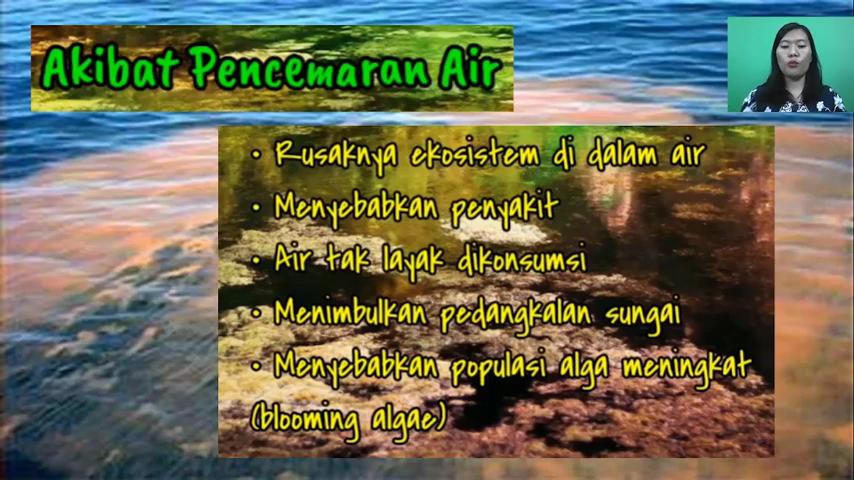 Akibat Pencemaran Air
• Rusaknya ekosistem di dalam air
• Menyebabkan penyakit
• Air tak layak dikonsumsi
• Menimbulkan pedangkalan sungai
• Menyebabkan populasi alga meningkat
(blooming algae)